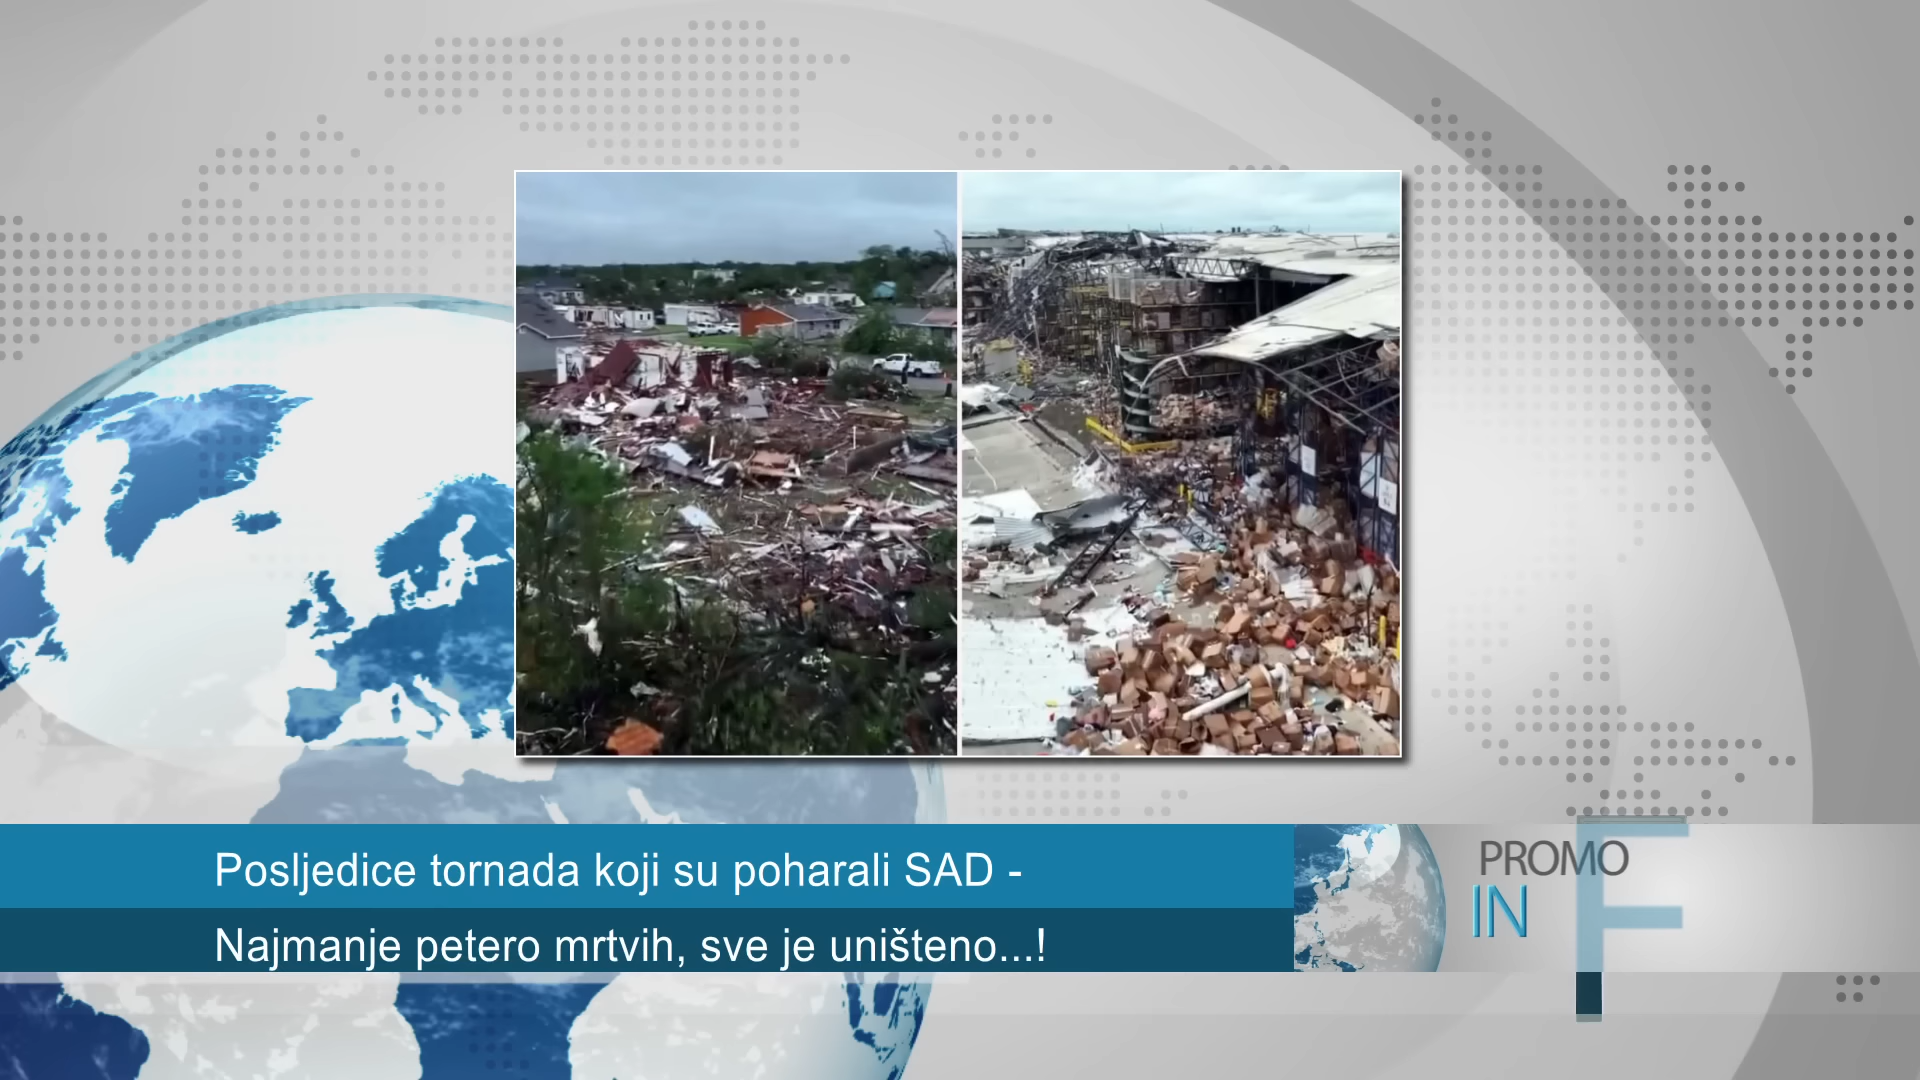 Posljedice tornada koji su poharali SAD -
Najmanje petero mrtvih, sve je uništeno...!
PROMO
IN F